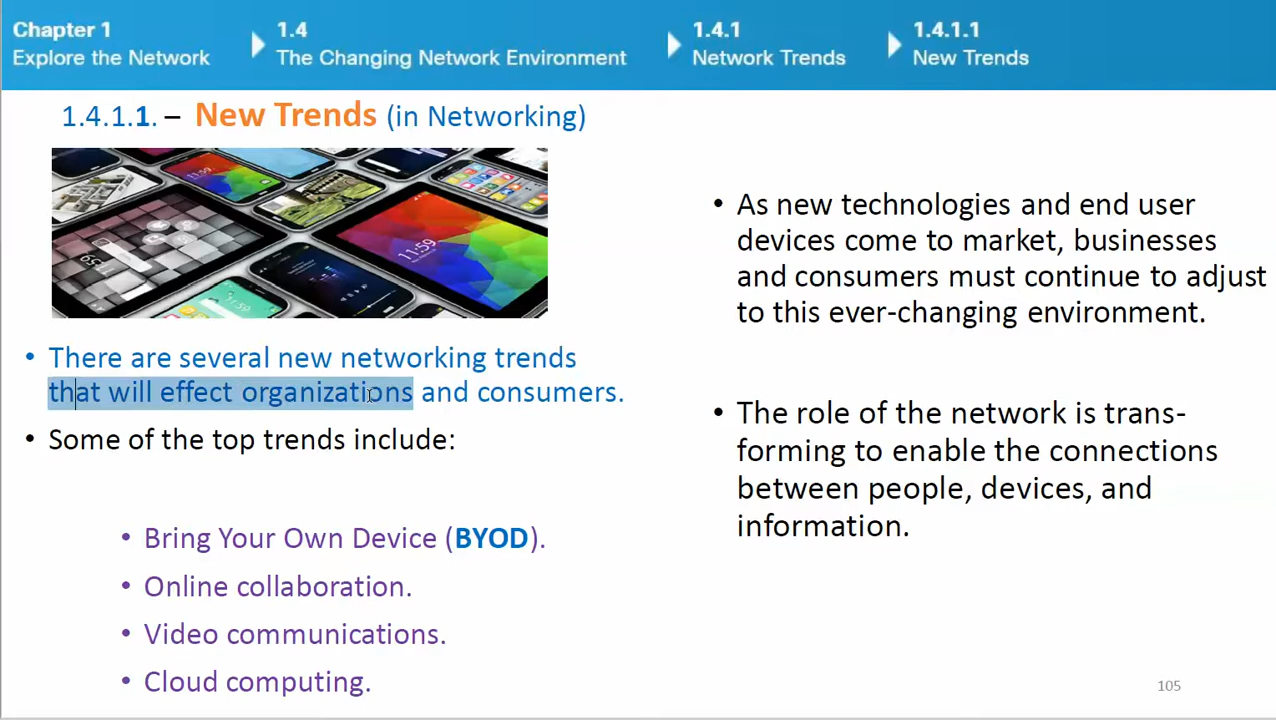 Chapter 1
Explore the Network
1.4
The Changing Network Environment
1.4.1
Network Trends
1.4.1.1
New Trends
1.4.1.1. – New Trends (in Networking)
11:59
11:59
• There are several new networking trends
that will effect organizations and consumers.
• Some of the top trends include:
• Bring Your Own Device (BYOD).
• Online collaboration.
• Video communications.
• Cloud computing.
• As new technologies and end user
devices come to market, businesses
and consumers must continue to adjust
to this ever-changing environment.
• The role of the network is trans-
forming to enable the connections
between people, devices, and
information.
105